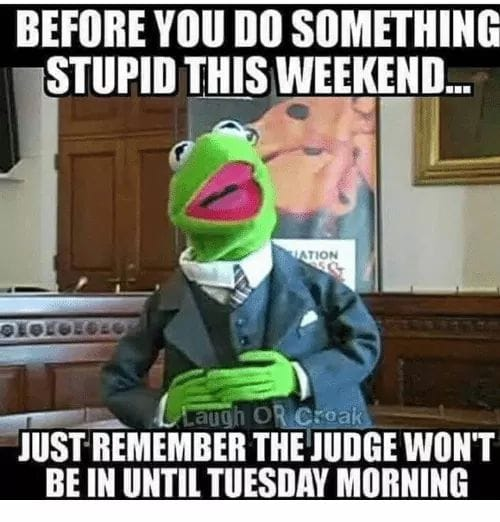 BEFORE YOU DO SOMETHING
STUPID THIS WEEKEND...
Laugh OR Croak
JUST REMEMBER THE JUDGE WON'T
BE IN UNTIL TUESDAY MORNING